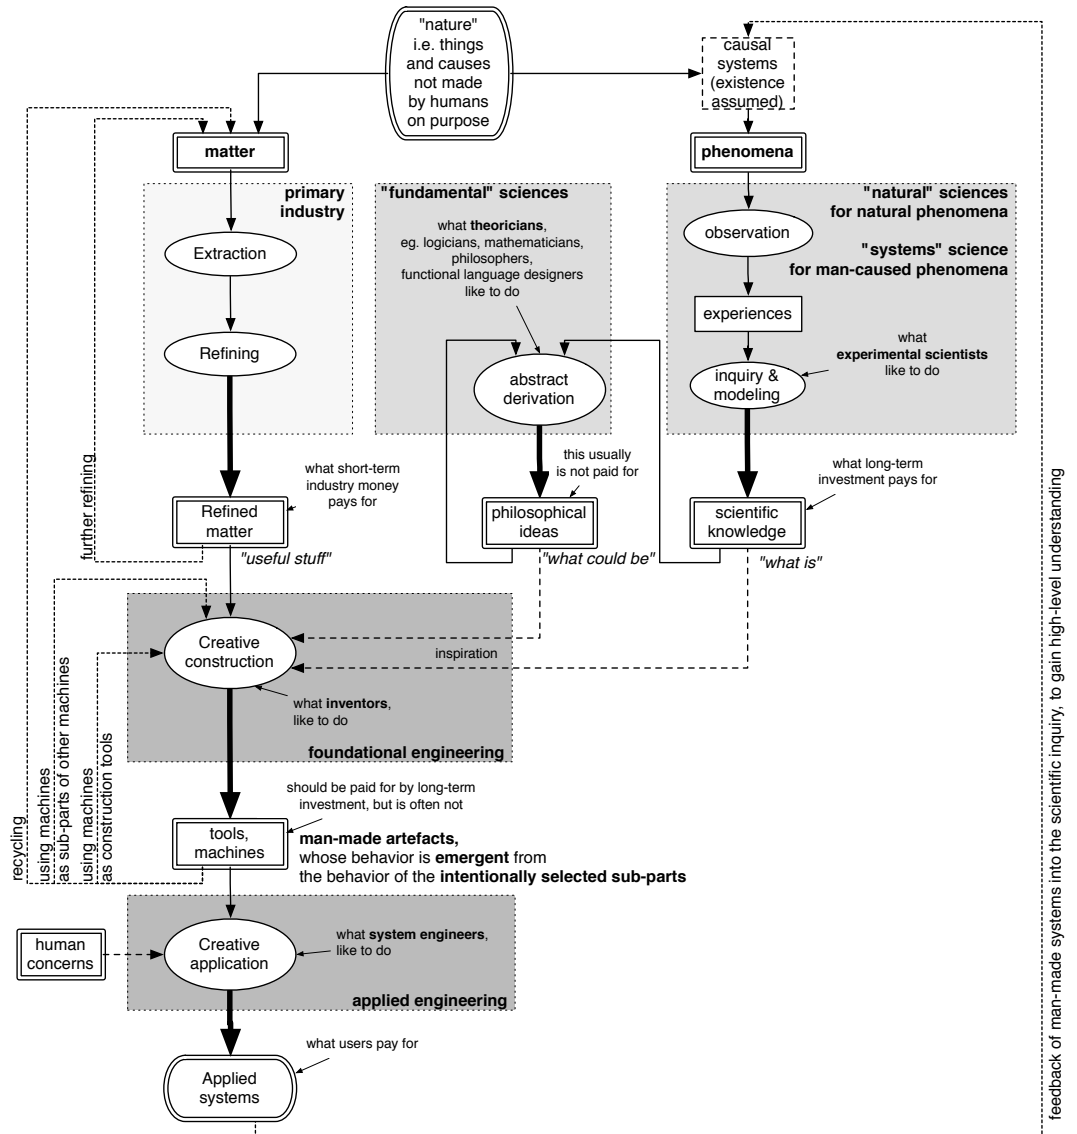 "nature"
i.e. things
and causes
not made
by humans
on purpose
causal
systems
(existence
assumed)
matter
phenomena
primary
industry
Extraction
Refining
"fundamental" sciences
what theoricians,
eg. logicians, mathematicians,
philosophers,
functional language designers
like to do
abstract
derivation
"natural" sciences
for natural phenomena
observation
"systems" science
for man-caused phenomena
experiences
what
experimental scientists
like to do
inquiry &
modeling
what short-term
industry money
pays for
this usually
is not paid for
what long-term
investment pays for
Refined
matter
philosophical
ideas
scientific
knowledge
"useful stuff"
"what could be"
"what is"
further refining
Creative
construction
inspiration
what inventors,
like to do
foundational engineering
recycling
using machines
as sub-parts of other machines
using machines
as construction tools
should be paid for by long-term
investment, but is often not
tools,
machines
man-made artefacts,
whose behavior is emergent from
the behavior of the intentionally selected sub-parts
human
concerns
Creative
application
what system engineers,
like to do
applied engineering
what users pay for
Applied
systems
feedback of man-made systems into the scientific inquiry, to gain high-level understanding